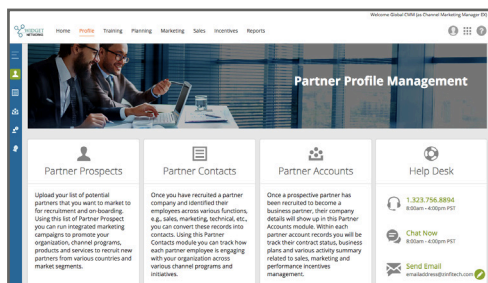 Welcome Global CMM [as Channel Marketing Manager EX]
WIDGET
NETWORKS
Home Profile Training Planning Marketing Sales Incentives Reports
Partner Profile Management
Partner Prospects
Upload your list of potential
partners that you want to market to
for recruitment and on-boarding.
Using this list of Partner Prospect
you can run integrated marketing
campaigns to promote your
organization, channel programs,
products and services to recruit new
partners from various countries and
market segments.
Partner Contacts
Once you have recruited a partner
company and identified their
employees across various functions,
e.g., sales, marketing, technical, etc.,
you can convert these records into
contacts. Using this Partner
Contacts module you can track how
each partner employee is engaging
with your organization across
various channel programs and
initiatives.
Partner Accounts
Once a prospective partner has
been recruited to become a
business partner, their company
details will show up in this Partner
Accounts module. Within each
partner account records you will be
able to track their contract status, business
plans and various activity summary
related to sales, marketing and
performance incentives
management.
Help Desk
1.323.756.8894
8:00am - 4:00pm PST
Chat Now
8:00am - 4:00pm PST
Send Email
emailaddress@zinfitech.com